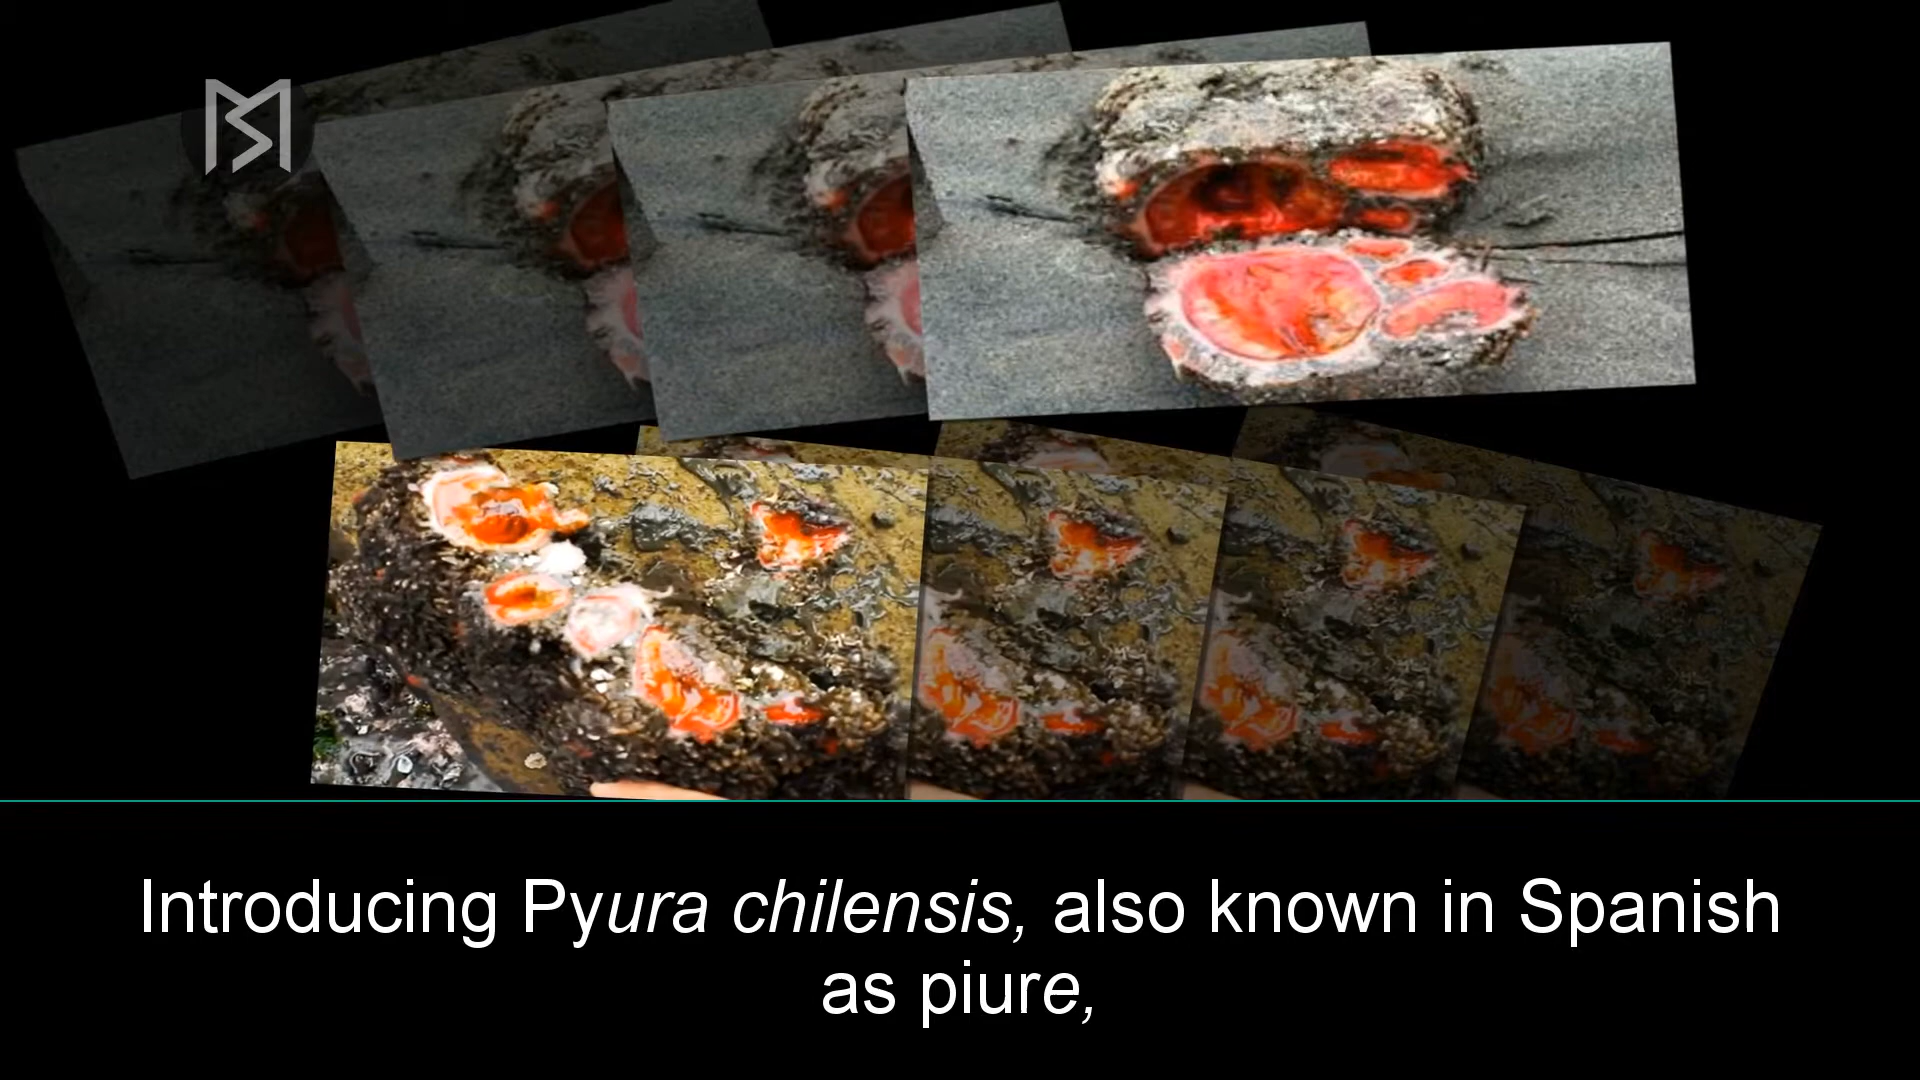 Introducing Pyura chilensis, also known in Spanish
as piure,